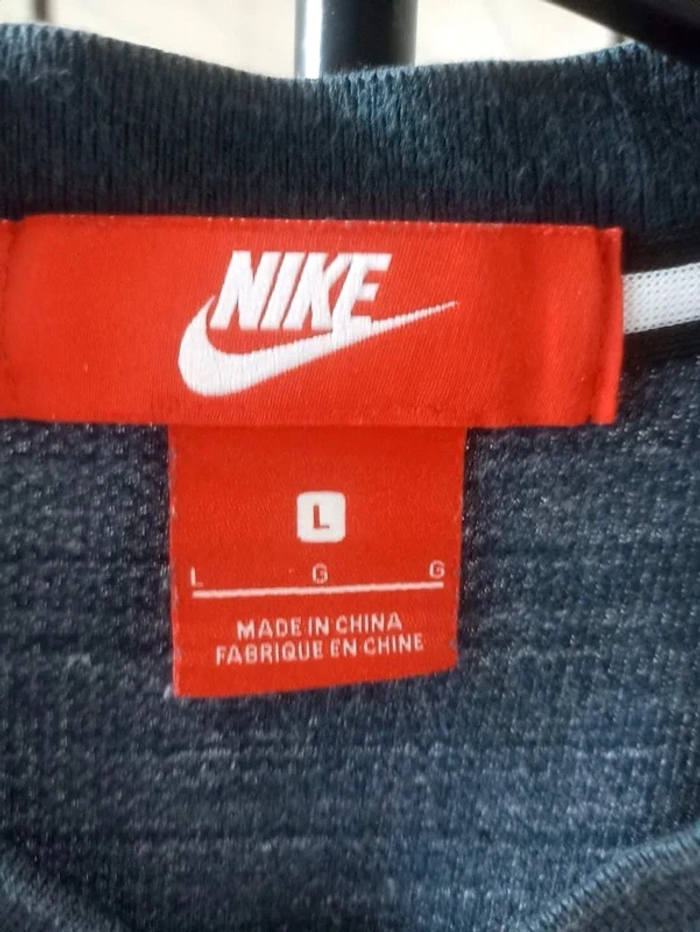 NIKE
L
L G G
MADE IN CHINA
FABRIQUE EN CHINE